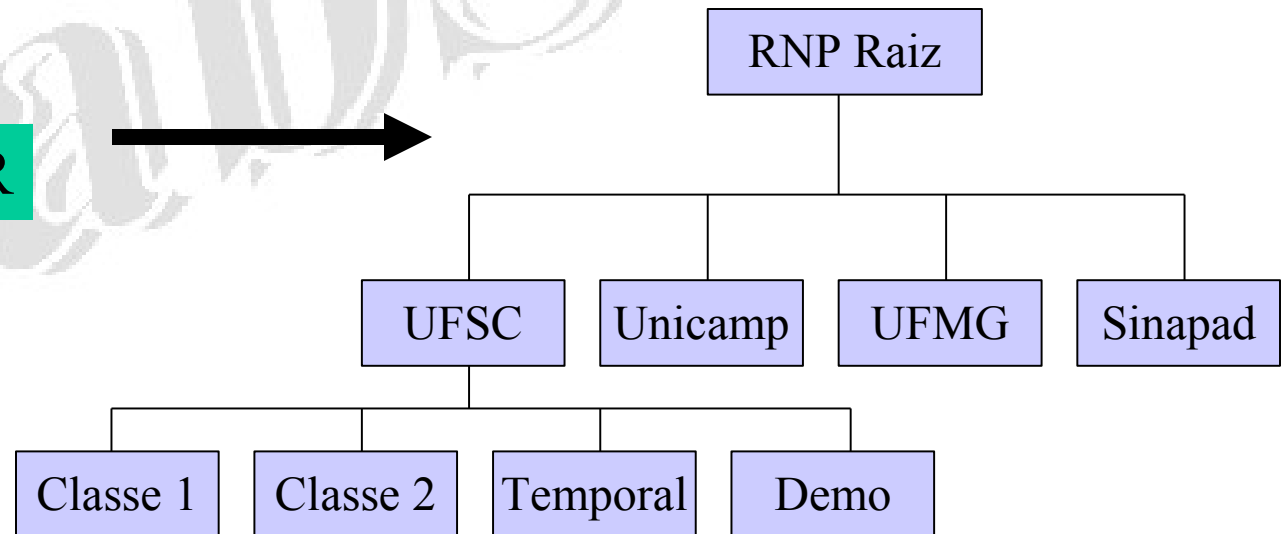 RNP Raiz
R
UFSC Unicamp UFMG Sinapad
Classe 1 Classe 2 Temporal Demo